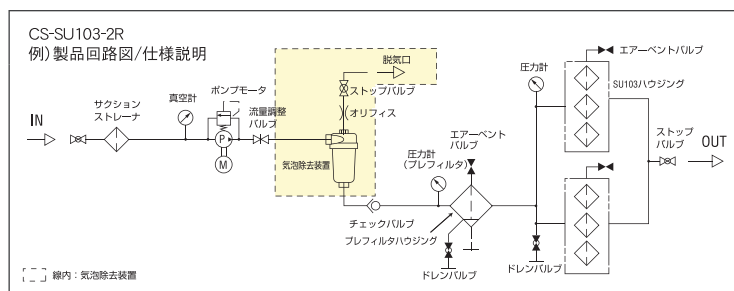 CS-SU103-2R
例)製品回路図/仕様説明
脱気口
ストップバルブ
オリフィス
気泡除去装置
IN
サクション
ストレーナ
真空計
ポンプモータ
P
M
流量調整
バルブ
チェックバルブ
圧力計
(プレフィルタ)
エアーベント
バルブ
プレフィルタハウジング
ドレンバルブ
圧力計
エアーベントバルブ
SU103ハウジング
ドレンバルブ
ストップ
バルブ
OUT
線内：気泡除去装置